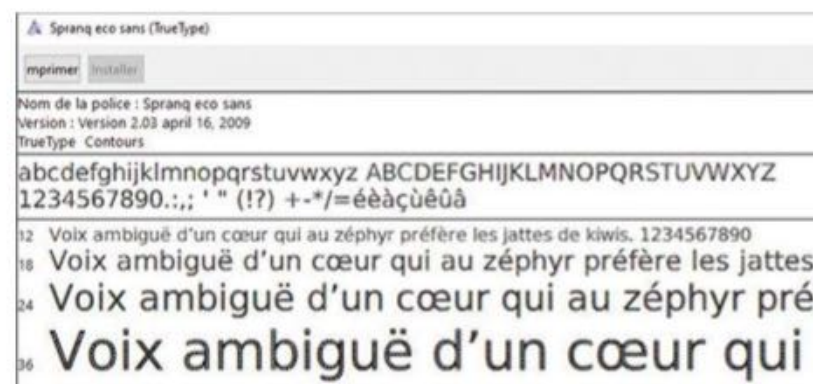 Spranq eco sans (TrueType)
mprimer Installer
Nom de la police : Spranq eco sans
Version : Version 2.03 april 16, 2009
TrueType Contours
abcdefghijklmnopqrstuvwxyz ABCDEFGHIJKLMNOPQRSTUVWXYZ
1234567890.:,; ' " (!?) +-*/=éèàçùêûâ
12 Voix ambiguë d'un cœur qui au zéphyr préfère les jattes de kiwis. 1234567890
18 Voix ambiguë d'un cœur qui au zéphyr préfère les jattes
24 Voix ambiguë d'un cœur qui au zéphyr pré
36 Voix ambiguë d'un cœur qui